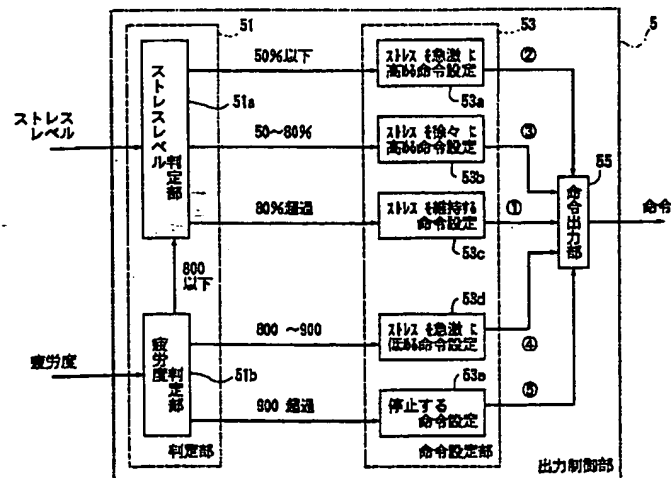 51
53
5
ストレスレベル
判定部
51a
50%以下
ストレスを急激に
高める命令設定
53a
②
ストレス
レベル
50~80%
ストレスを徐々に
高める命令設定
53b
③
80%超過
ストレスを維持する
命令設定
53c
①
55
命令出力部
命令
800
以下
疲労度
疲労度
判定部
51b
800 ~900
ストレスを急激に
低める命令設定
53d
④
900 超過
停止する
命令設定
53e
⑤
判定部
命令設定部
出力制御部